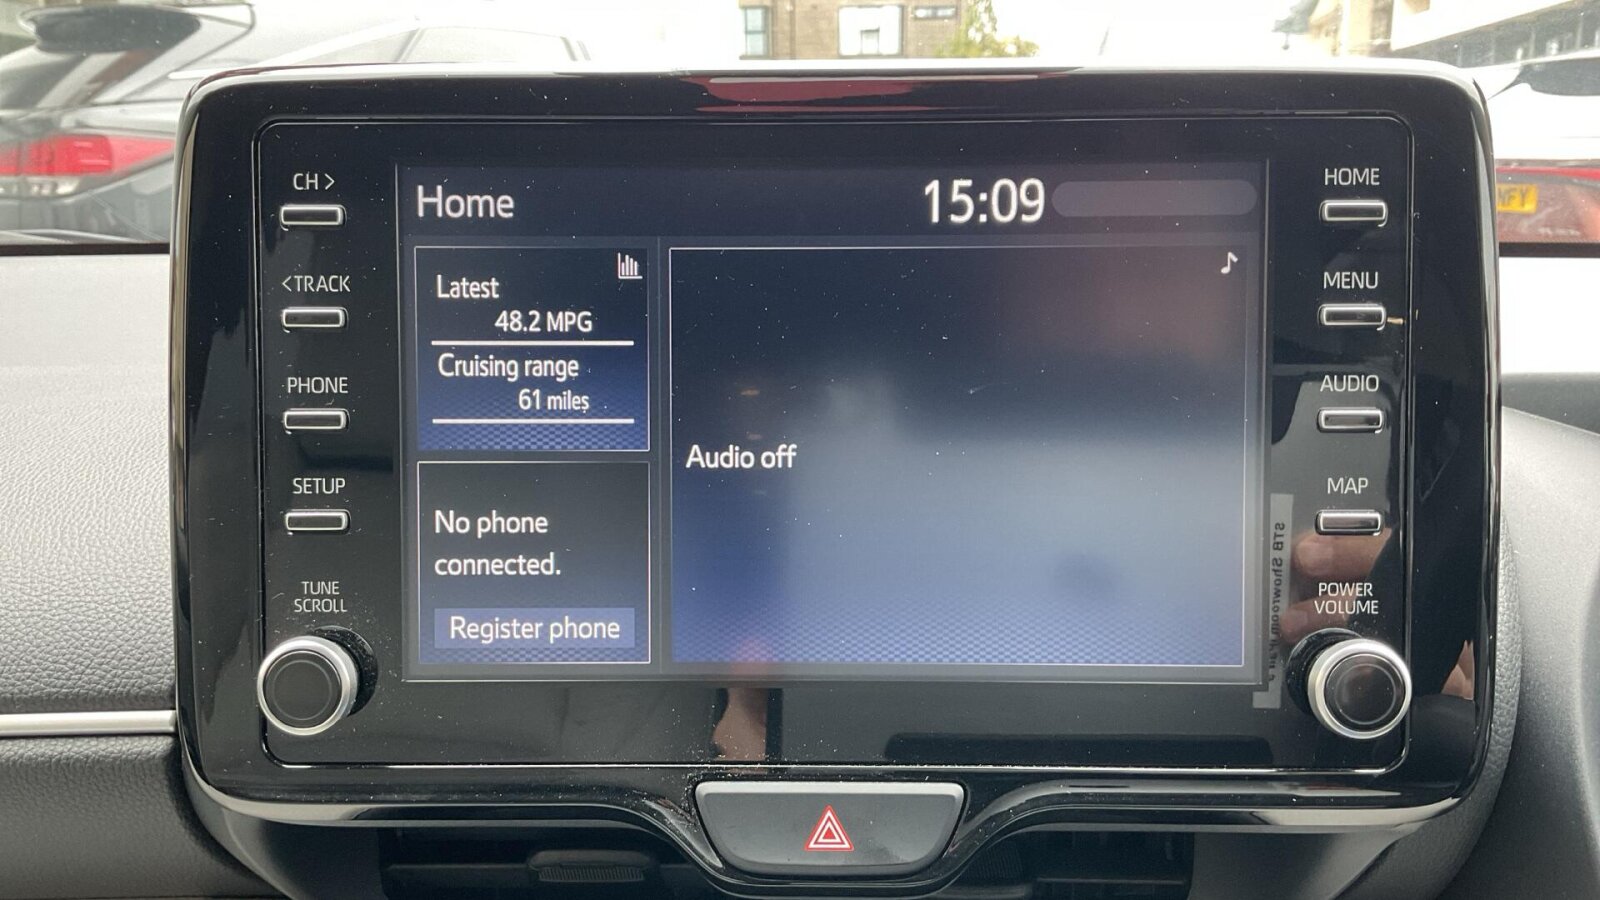 CH >
<TRACK
PHONE
SETUP
TUNE
SCROLL
Home
15:09
Latest
48.2 MPG
Cruising range
61 miles
No phone
connected.
Register phone
Audio off
HOME
MENU
AUDIO
MAP
POWER
VOLUME